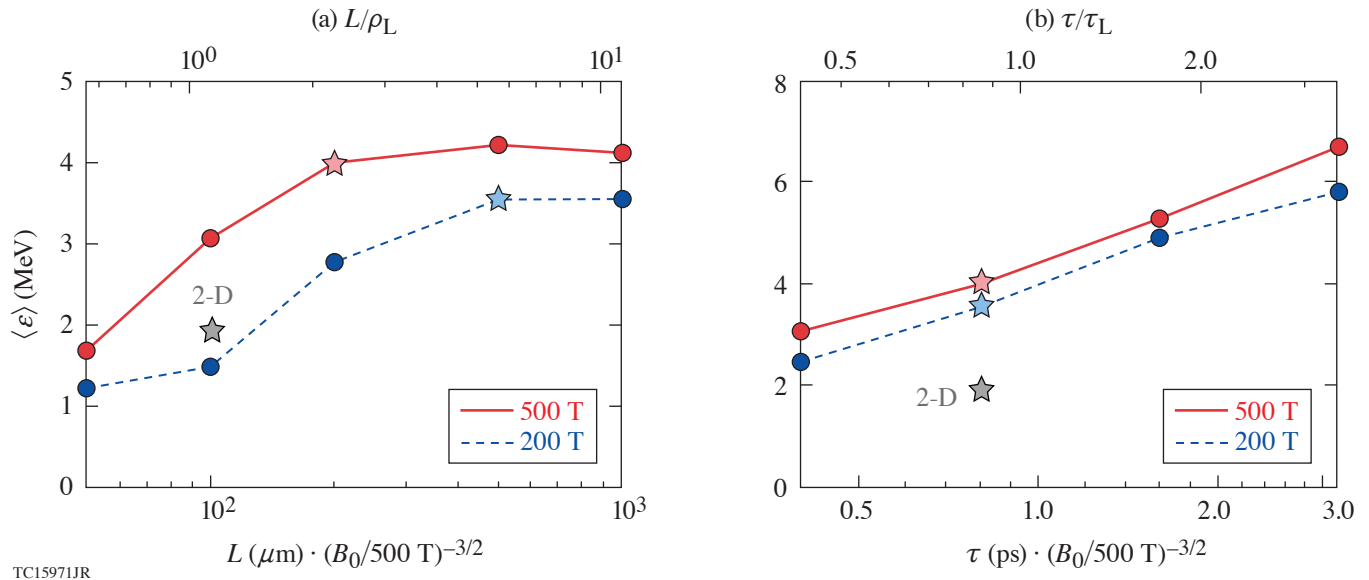 (a) L/ρL
(b) τ/τL
10⁰ 10¹
0.5 1.0 2.0
5
4
3
2
1
0
⟨ε⟩ (MeV)
2-D
500 T
200 T
10² 10³
L (μm) · (B₀/500 T)⁻³/²
8
6
4
2
0
2-D
500 T
200 T
0.5 1.0 2.0 3.0
τ (ps) · (B₀/500 T)⁻³/²
TC15971JR